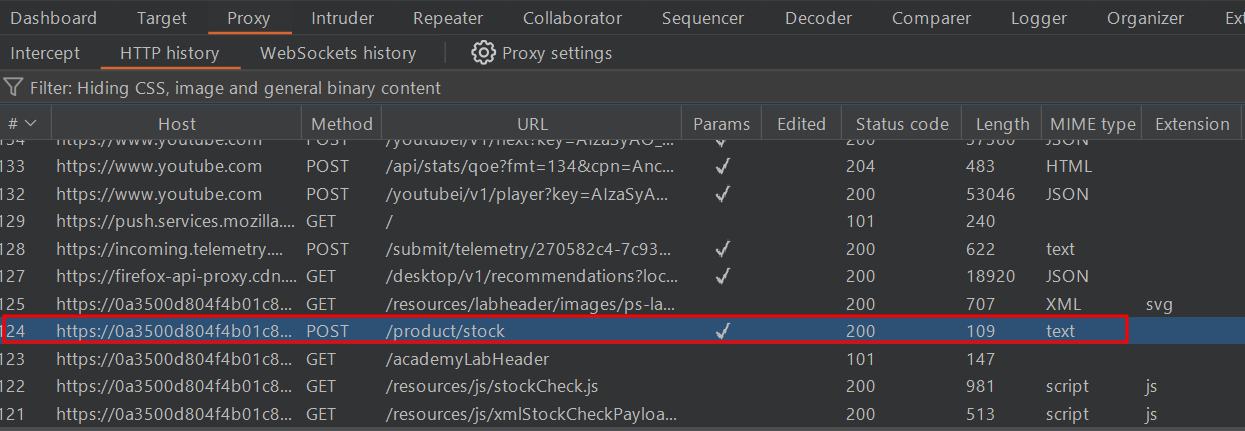 Dashboard Target Proxy Intruder Repeater Collaborator Sequencer Decoder Comparer Logger Organizer Ext
Intercept HTTP history WebSockets history Proxy settings
Filter: Hiding CSS, image and general binary content
# Host Method URL Params Edited Status code Length MIME type Extension
134 https://www.youtube.com POST 200 JSON
133 https://www.youtube.com POST /api/stats/qoe?fmt=134&cpn=Anc... ✓ 204 483 HTML
132 https://www.youtube.com POST /youtubei/v1/player?key=AIzaSyA... ✓ 200 53046 JSON
129 https://push.services.mozilla.... GET / 101 240
128 https://incoming.telemetry.... POST /submit/telemetry/270582c4-7c93... ✓ 200 622 text
127 https://firefox-api-proxy.cdn.... GET /desktop/v1/recommendations?loc... ✓ 200 18920 JSON
125 https://0a3500d804f4b01c8... GET /resources/labheader/images/ps-la... 200 707 XML svg
124 https://0a3500d804f4b01c8... POST /product/stock ✓ 200 109 text
123 https://0a3500d804f4b01c8... GET /academyLabHeader 101 147
122 https://0a3500d804f4b01c8... GET /resources/js/stockCheck.js 200 981 script js
121 https://0a3500d804f4b01c8... GET /resources/js/xmlStockCheckPayloa... 200 513 script js